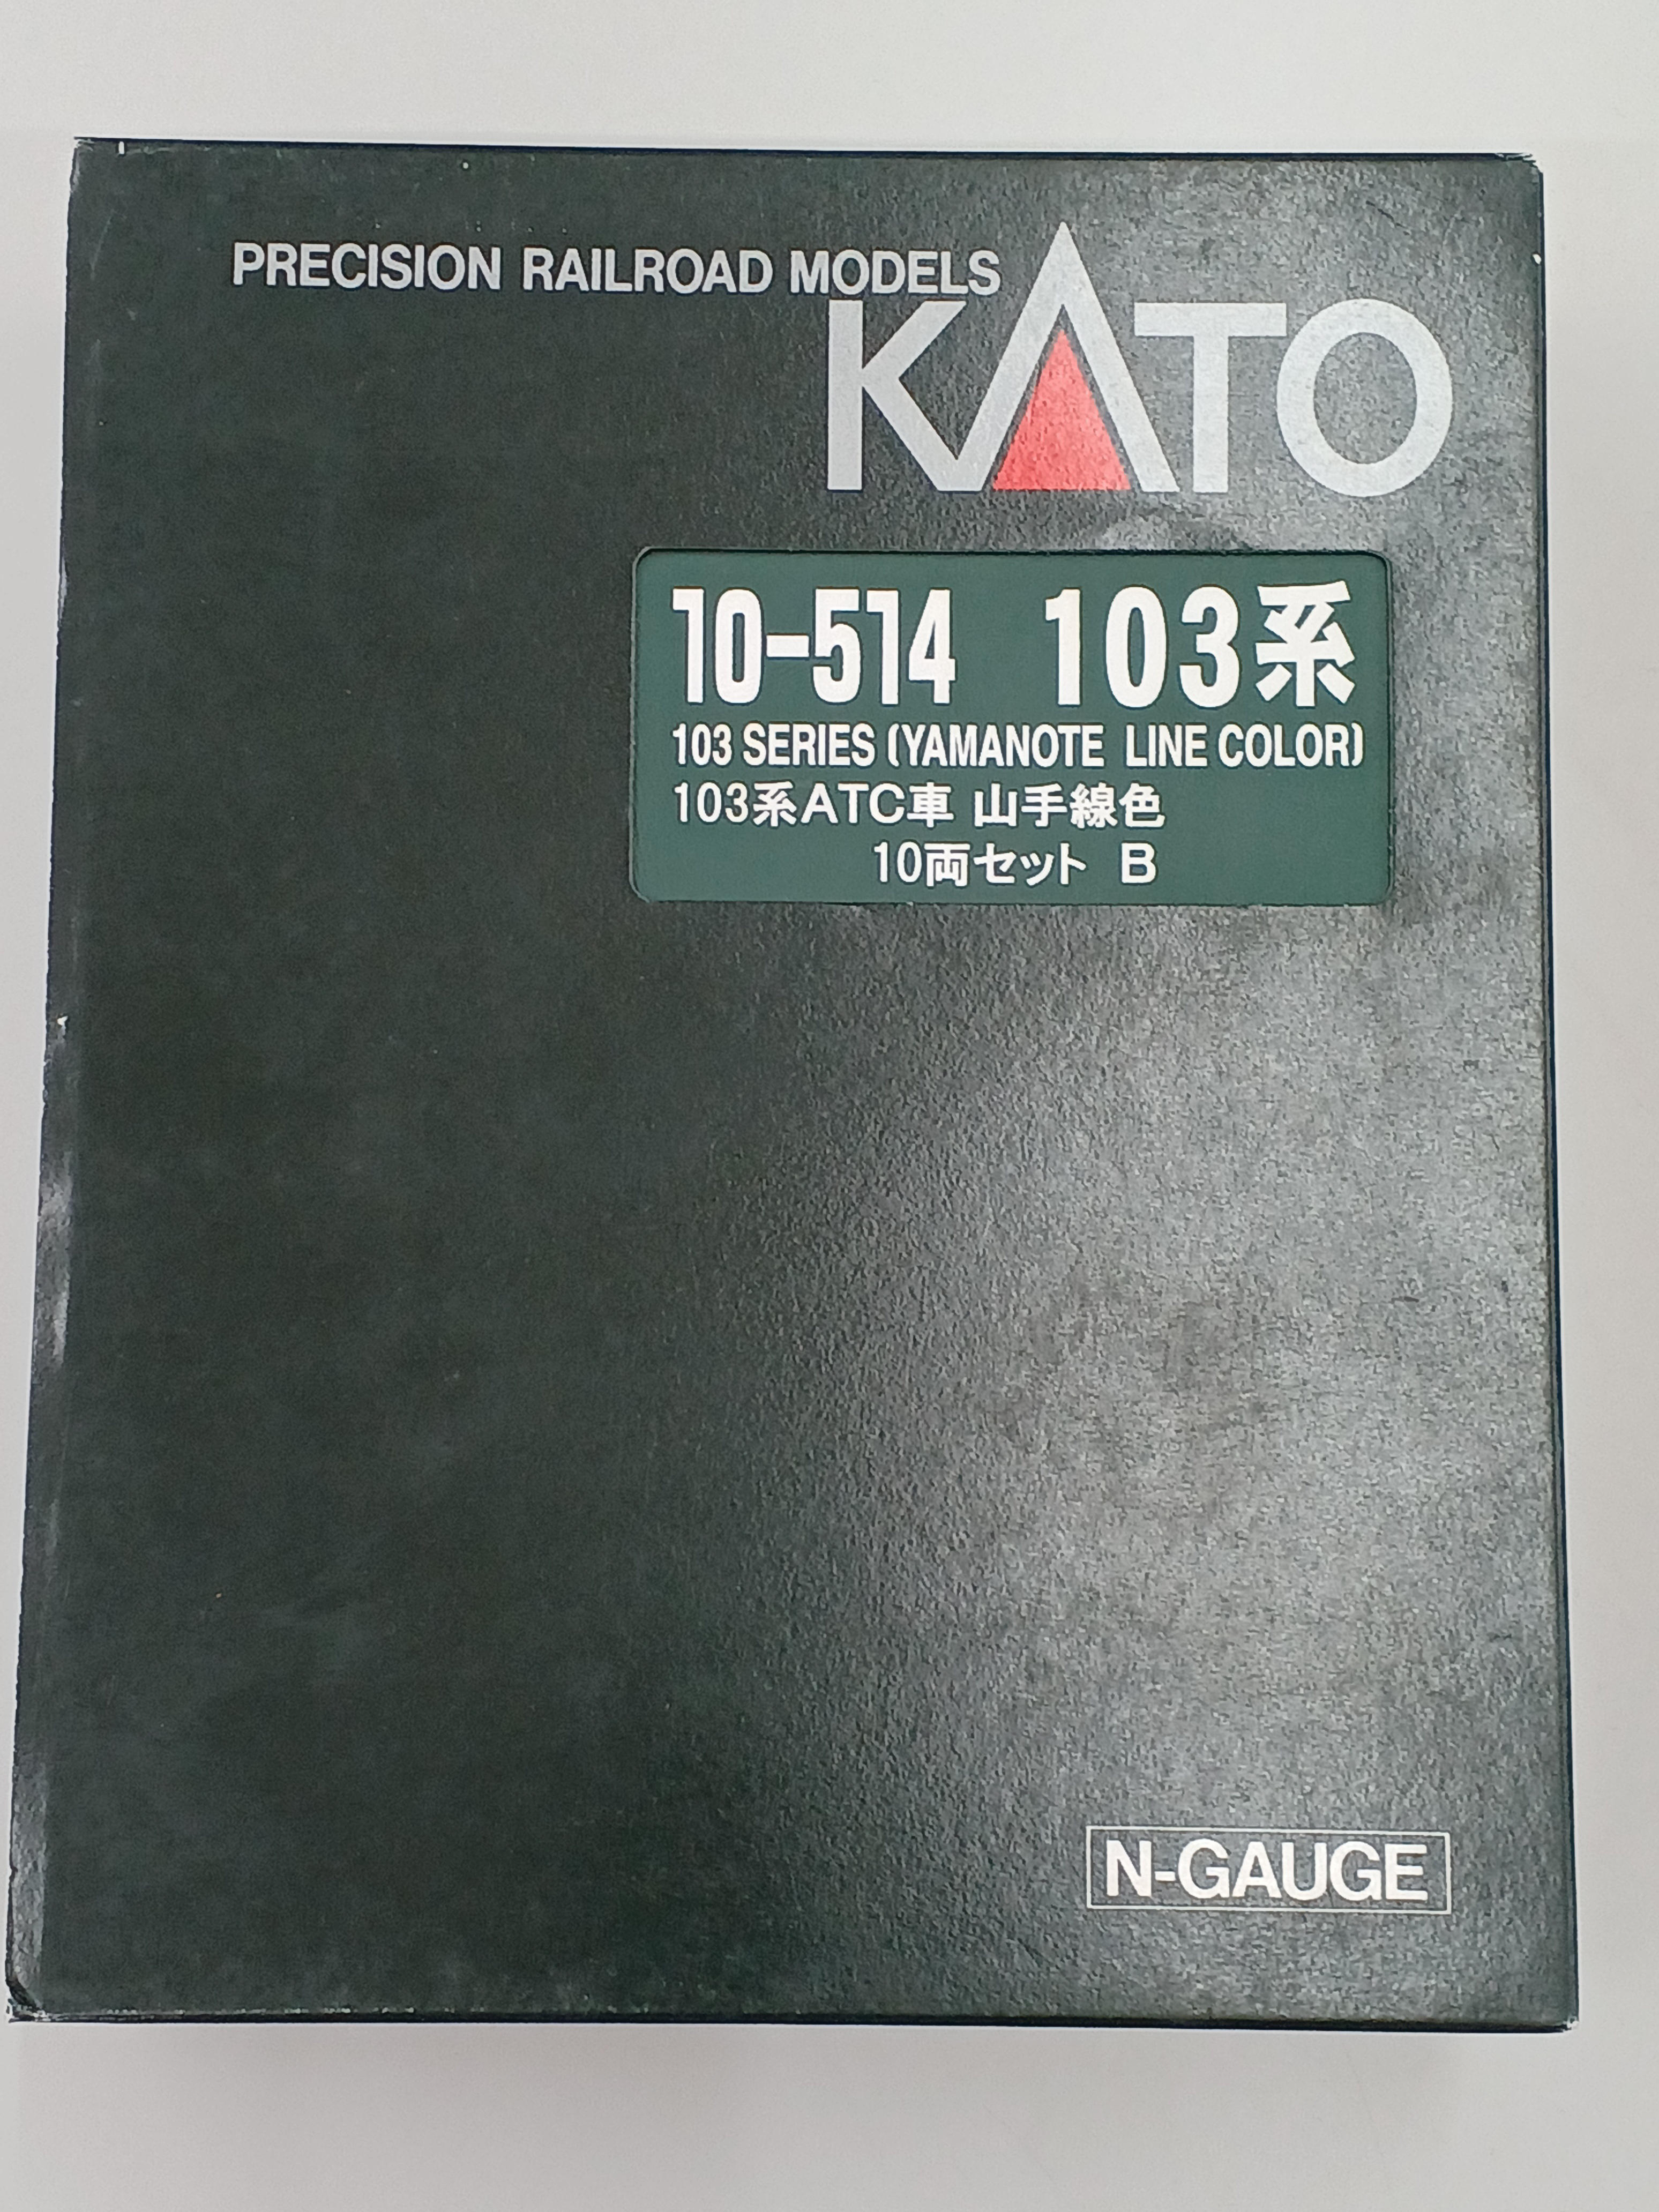 PRECISION RAILROAD MODELS
KATO
10-514 103系
103 SERIES (YAMANOTE LINE COLOR)
103系ATC車 山手線色
10両セット B
N-GAUGE